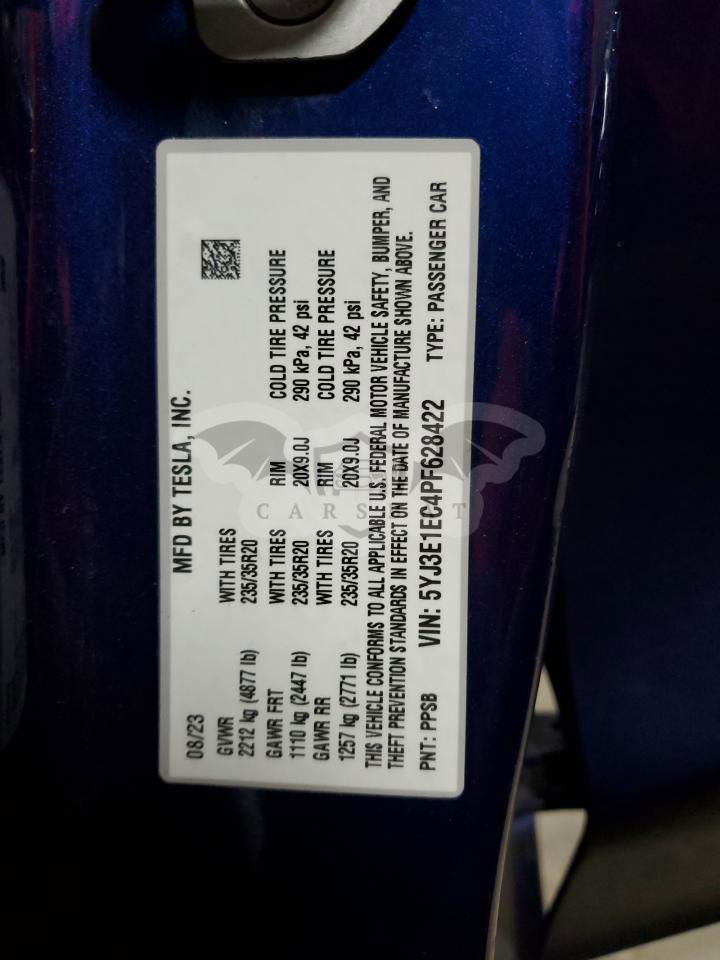 08/23 MFD BY TESLA, INC.
GVWR WITH TIRES
2212 kg (4877 lb) 235/35R20
GAWR FRT WITH TIRES RIM COLD TIRE PRESSURE
1110 kg (2447 lb) 235/35R20 20X9.0J 290 kPa, 42 psi
GAWR RR WITH TIRES RIM COLD TIRE PRESSURE
1257 kg (2771 lb) 235/35R20 20X9.0J 290 kPa, 42 psi
THIS VEHICLE CONFORMS TO ALL APPLICABLE U.S. FEDERAL MOTOR VEHICLE SAFETY, BUMPER, AND
THEFT PREVENTION STANDARDS IN EFFECT ON THE DATE OF MANUFACTURE SHOWN ABOVE.
PNT: PPSB VIN: 5YJ3E1EC4PF628422 TYPE: PASSENGER CAR